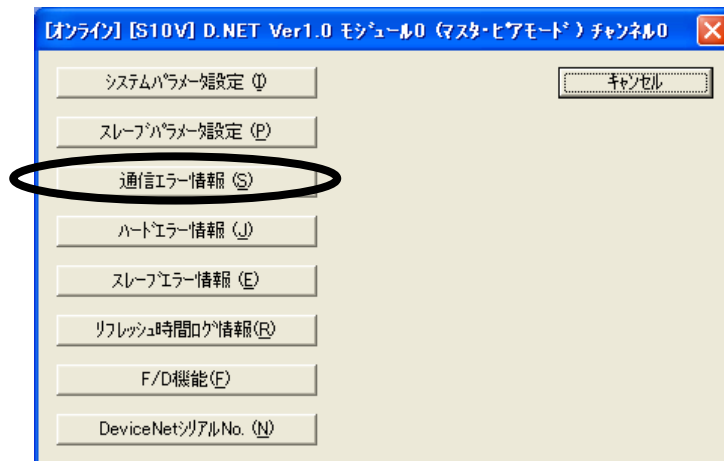 [オンライン] [S10V] D.NET Ver1.0 モジュール0 (マスタ・ピアモード) チャンネル0
システムパラメータ設定 (I)
キャンセル
スレーブパラメータ設定 (P)
通信エラー情報 (S)
ハードエラー情報 (J)
スレーブエラー情報 (E)
リフレッシュ時間ログ情報(R)
F/D機能(F)
DeviceNetシリアルNo. (N)